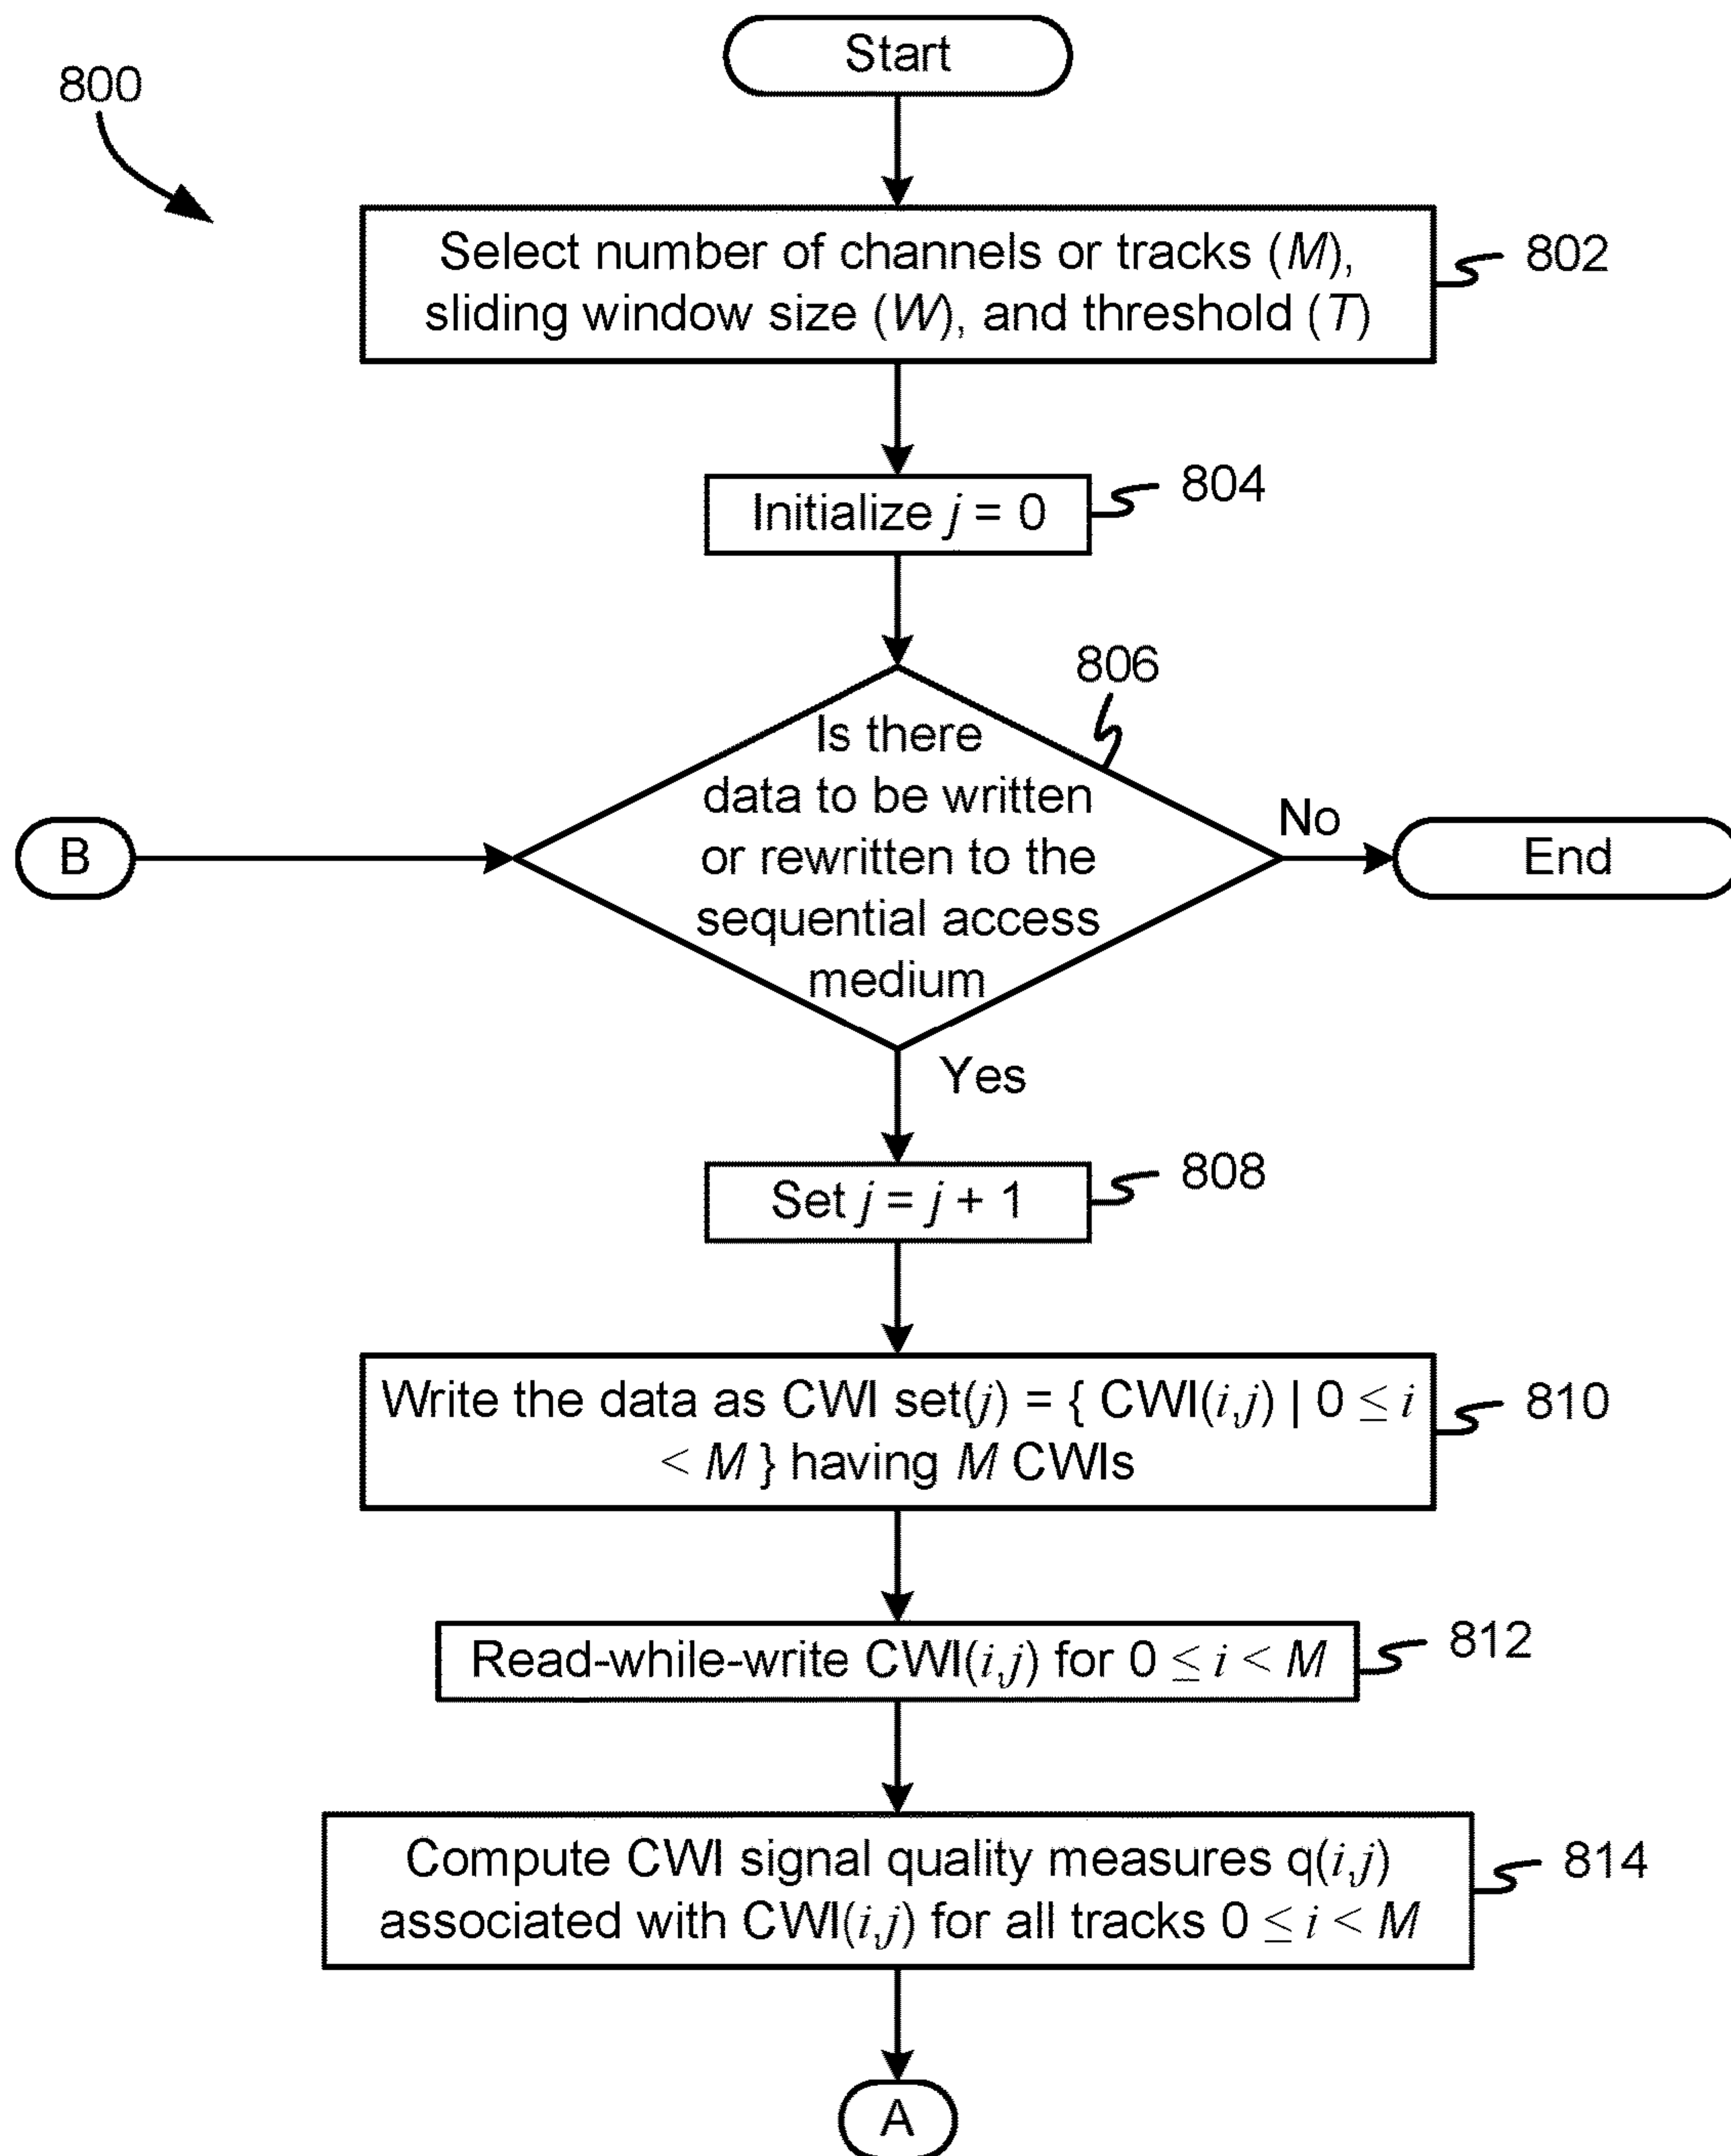 Start
800
Select number of channels or tracks (M),
sliding window size (W), and threshold (T)
802
Initialize j = 0
804
806
Is there
data to be written
or rewritten to the
sequential access
medium
B
No
End
Yes
Set j = j + 1
808
Write the data as CWI set(j) = { CWI(i,j) | 0 ≤ i
< M } having M CWIs
810
Read-while-write CWI(i,j) for 0 ≤ i < M
812
Compute CWI signal quality measures q(i,j)
associated with CWI(i,j) for all tracks 0 ≤ i < M
814
A